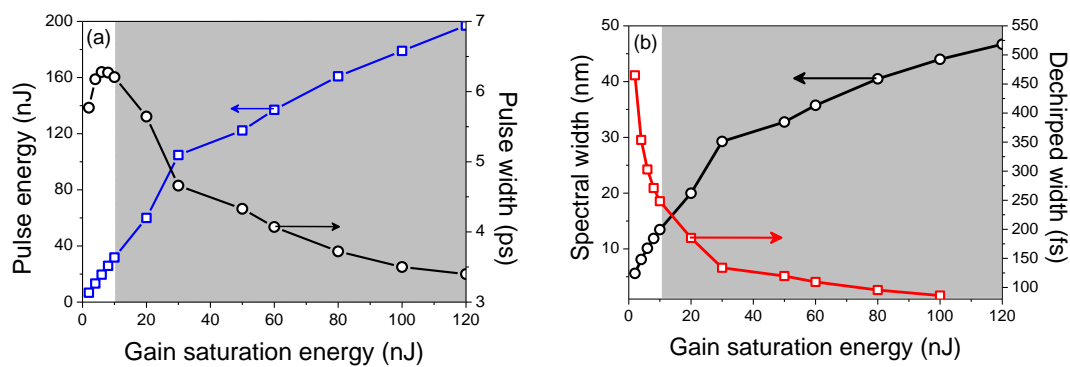 (a)
200
160
120
80
40
0
Pulse energy (nJ)
7
6
5
4
3
Pulse width (ps)
0 20 40 60 80 100 120
Gain saturation energy (nJ)
(b)
50
40
30
20
10
Spectral width (nm)
550
500
450
400
350
300
250
200
150
100
Dechirped width (fs)
0 20 40 60 80 100 120
Gain saturation energy (nJ)